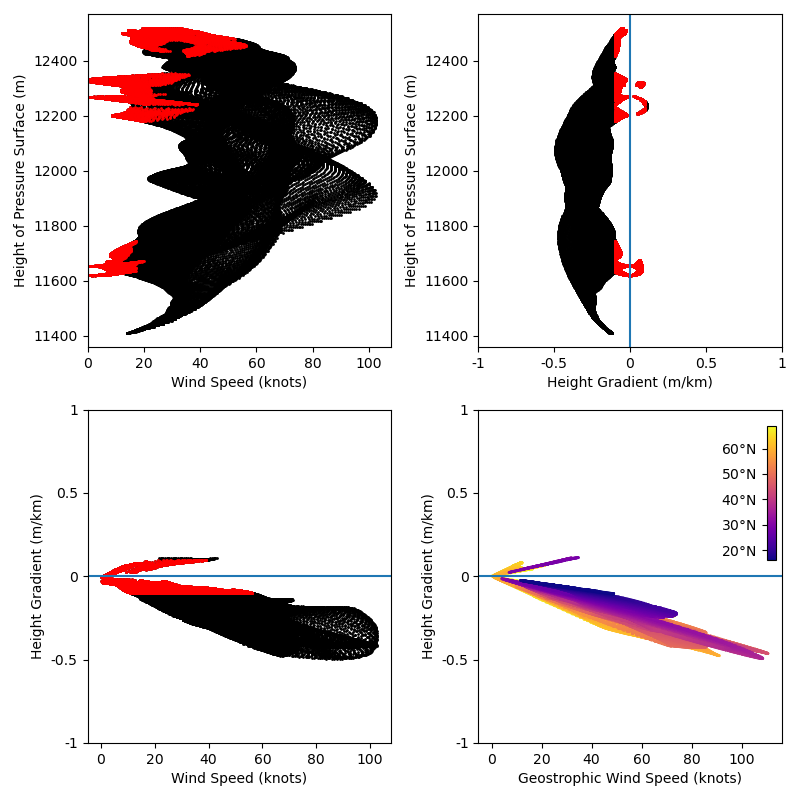 12400
12200
12000
11800
11600
11400
Height of Pressure Surface (m)
0 20 40 60 80 100
Wind Speed (knots)
12400
12200
12000
11800
11600
11400
Height of Pressure Surface (m)
-1 -0.5 0 0.5 1
Height Gradient (m/km)
1
0.5
0
-0.5
-1
Height Gradient (m/km)
0 20 40 60 80 100
Wind Speed (knots)
1
0.5
0
-0.5
-1
Height Gradient (m/km)
60°N
50°N
40°N
30°N
20°N
0 20 40 60 80 100
Geostrophic Wind Speed (knots)